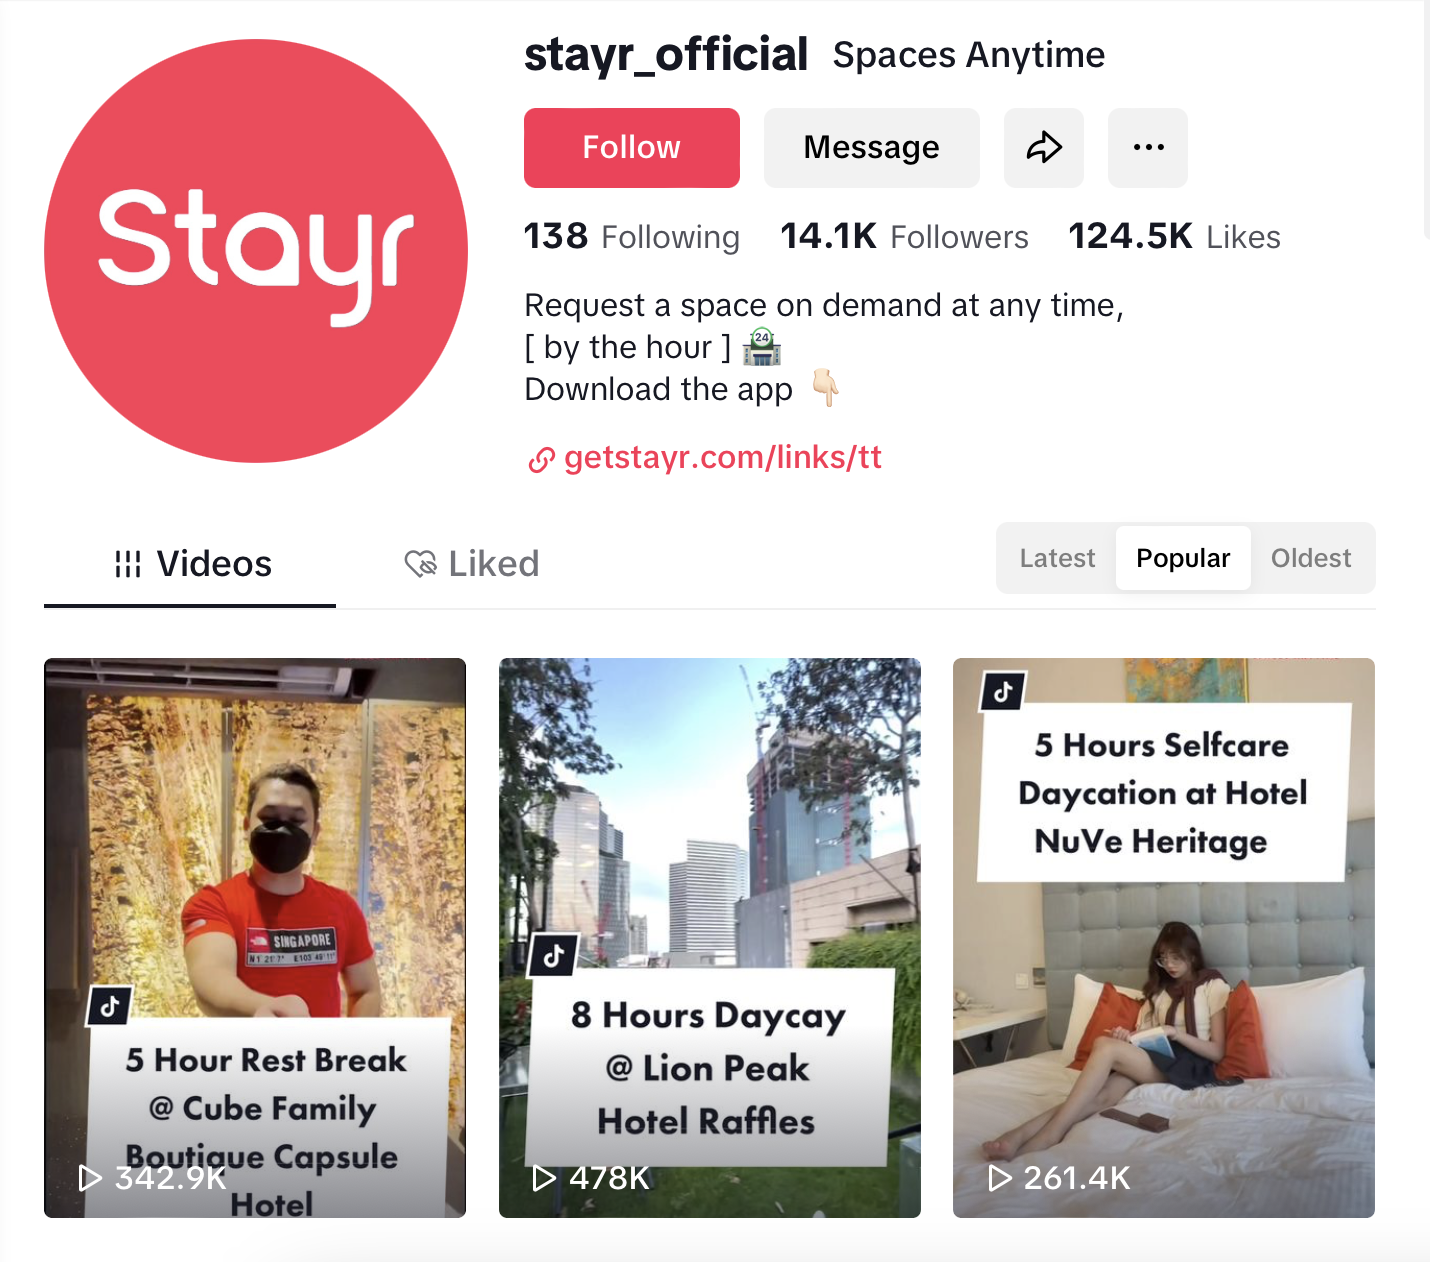 Stayr
stayr_official Spaces Anytime
Follow Message
138 Following 14.1K Followers 124.5K Likes
Request a space on demand at any time,
[ by the hour ]
24
Download the app
getstayr.com/links/tt
Videos Liked
Latest Popular Oldest
SINGAPORE
5 Hour Rest Break
@ Cube Family
Boutique Capsule
Hotel
342.9K
8 Hours Daycay
@ Lion Peak
Hotel Raffles
478K
5 Hours Selfcare
Daycation at Hotel
NuVe Heritage
261.4K